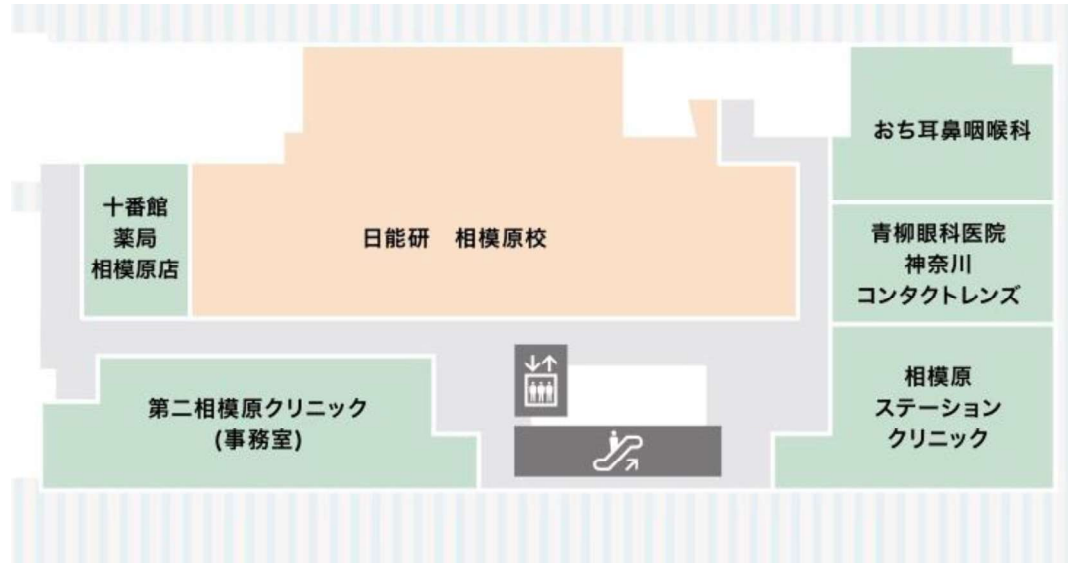 おち耳鼻咽喉科
十番館
薬局
相模原店
日能研　相模原校
青柳眼科医院
神奈川
コンタクトレンズ
第二相模原クリニック
(事務室)
相模原
ステーション
クリニック